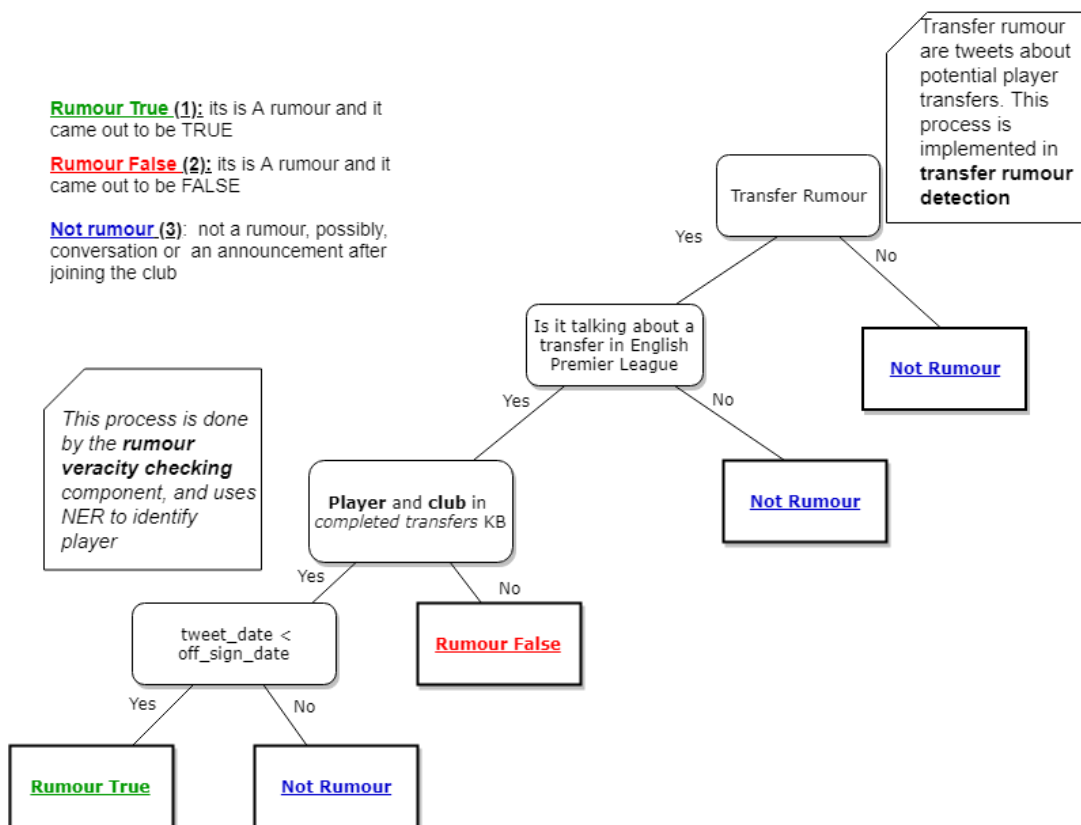 Transfer rumour
are tweets about
potential player
transfers. This
process is
implemented in
transfer rumour
detection
Rumour True (1): its is A rumour and it
came out to be TRUE
Rumour False (2): its is A rumour and it
came out to be FALSE
Not rumour (3):  not a rumour, possibly,
conversation or  an announcement after
joining the club
Transfer Rumour
Yes
No
Is it talking about a
transfer in English
Premier League
Not Rumour
Yes
No
This process is done
by the rumour
veracity checking
component, and uses
NER to identify
player
Player and club in
completed transfers KB
Not Rumour
Yes
No
tweet_date <
off_sign_date
Rumour False
Yes
No
Rumour True
Not Rumour